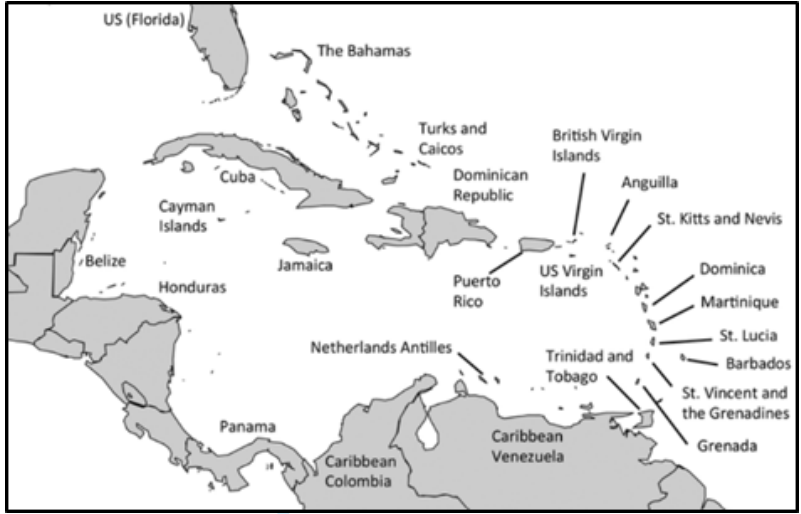 US (Florida)
The Bahamas
Turks and
Caicos
British Virgin
Islands
Dominican
Republic
Anguilla
Cuba
Cayman
Islands
St. Kitts and Nevis
Belize
Jamaica
Puerto
Rico
US Virgin
Islands
Dominica
Honduras
Martinique
St. Lucia
Netherlands Antilles
Trinidad and
Tobago
Barbados
St. Vincent and
the Grenadines
Panama
Caribbean
Venezuela
Grenada
Caribbean
Colombia